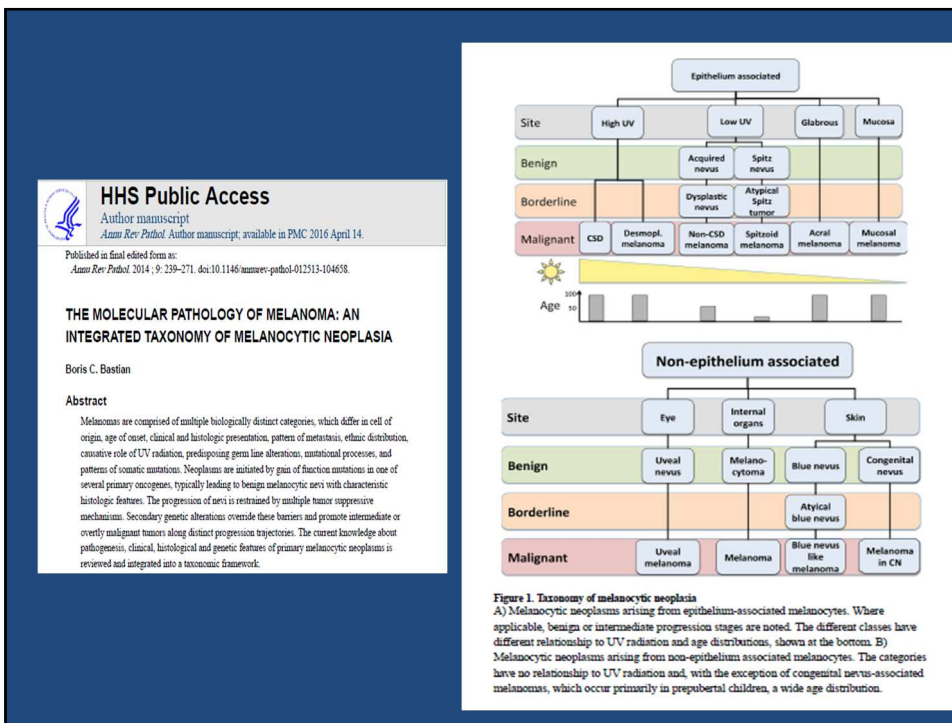 HHS Public Access
Author manuscript
Annu Rev Pathol. Author manuscript; available in PMC 2016 April 14.
Published in final edited form as:
Annu Rev Pathol. 2014 ; 9: 239–271. doi:10.1146/annurev-pathol-012513-104658.
THE MOLECULAR PATHOLOGY OF MELANOMA: AN
INTEGRATED TAXONOMY OF MELANOCYTIC NEOPLASIA
Boris C. Bastian
Abstract
Melanomas are comprised of multiple biologically distinct categories, which differ in cell of
origin, age of onset, clinical and histologic presentation, pattern of metastasis, ethnic distribution,
causative role of UV radiation, predisposing germ line alterations, mutational processes, and
patterns of somatic mutations. Neoplasms are initiated by gain of function mutations in one of
several primary oncogenes, typically leading to benign melanocytic nevi with characteristic
histologic features. The progression of nevi is restrained by multiple tumor suppressive
mechanisms. Secondary genetic alterations override these barriers and promote intermediate or
overtly malignant tumors along distinct progression trajectories. The current knowledge about
pathogenesis, clinical, histological and genetic features of primary melanocytic neoplasms is
reviewed and integrated into a taxonomic framework.
Epithelium associated
Site
High UV
Low UV
Glabrous
Mucosa
Benign
Acquired
nevus
Spitz
nevus
Borderline
Dysplastic
nevus
Atypical
Spitz
tumor
Malignant
CSD
Desmopl.
melanoma
Non-CSD
melanoma
Spitzoid
melanoma
Acral
melanoma
Mucosal
melanoma
Age
100
50
Non-epithelium associated
Site
Eye
Internal
organs
Skin
Benign
Uveal
nevus
Melano-
cytoma
Blue nevus
Congenital
nevus
Borderline
Atyical
blue nevus
Malignant
Uveal
melanoma
Melanoma
Blue nevus
like
melanoma
Melanoma
in CN
Figure 1. Taxonomy of melanocytic neoplasia
A) Melanocytic neoplasms arising from epithelium-associated melanocytes. Where
applicable, benign or intermediate progression stages are noted. The different classes have
different relationship to UV radiation and age distributions, shown at the bottom. B)
Melanocytic neoplasms arising from non-epithelium associated melanocytes. The categories
have no relationship to UV radiation and, with the exception of congenital nevus-associated
melanomas, which occur primarily in prepubertal children, a wide age distribution.